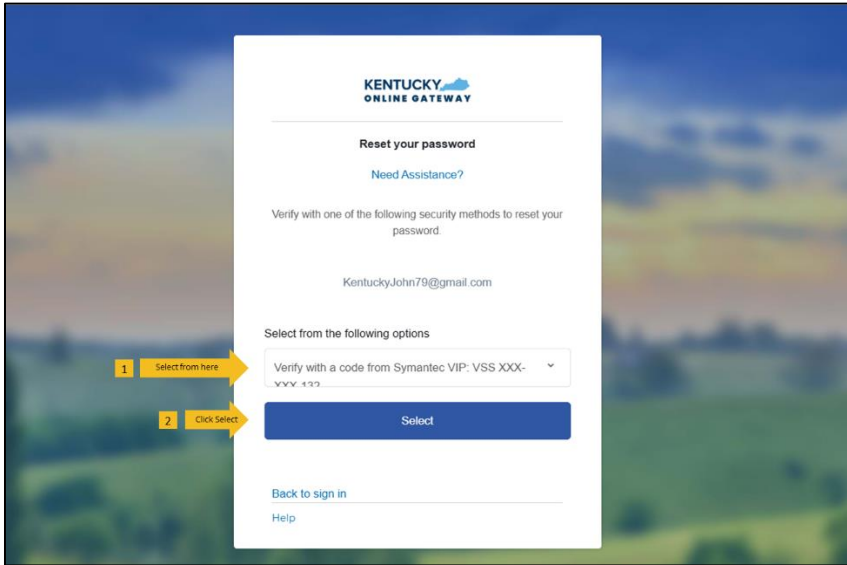 KENTUCKY
ONLINE GATEWAY
Reset your password
Need Assistance?
Verify with one of the following security methods to reset your
password.
KentuckyJohn79@gmail.com
Select from the following options
1 Select from here
Verify with a code from Symantec VIP: VSS XXX-
XXX 132
2 Click Select
Select
Back to sign in
Help